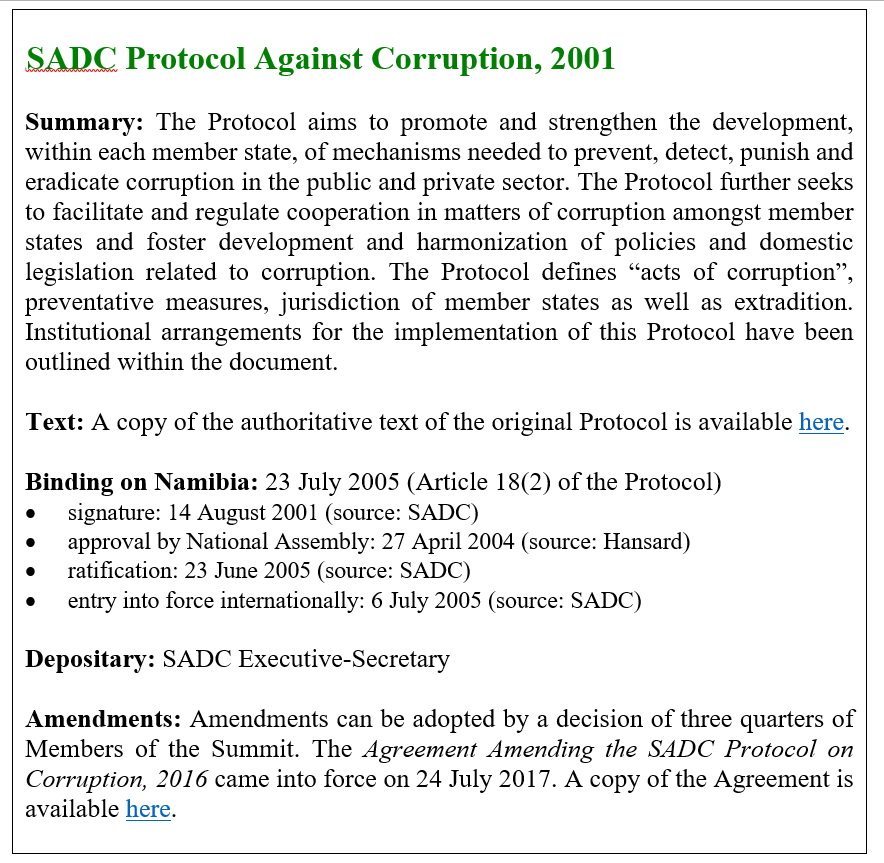 SADC Protocol Against Corruption, 2001
Summary: The Protocol aims to promote and strengthen the development,
within each member state, of mechanisms needed to prevent, detect, punish and
eradicate corruption in the public and private sector. The Protocol further seeks
to facilitate and regulate cooperation in matters of corruption amongst member
states and foster development and harmonization of policies and domestic
legislation related to corruption. The Protocol defines “acts of corruption”,
preventative measures, jurisdiction of member states as well as extradition.
Institutional arrangements for the implementation of this Protocol have been
outlined within the document.
Text: A copy of the authoritative text of the original Protocol is available here.
Binding on Namibia: 23 July 2005 (Article 18(2) of the Protocol)
• signature: 14 August 2001 (source: SADC)
• approval by National Assembly: 27 April 2004 (source: Hansard)
• ratification: 23 June 2005 (source: SADC)
• entry into force internationally: 6 July 2005 (source: SADC)
Depositary: SADC Executive-Secretary
Amendments: Amendments can be adopted by a decision of three quarters of
Members of the Summit. The Agreement Amending the SADC Protocol on
Corruption, 2016 came into force on 24 July 2017. A copy of the Agreement is
available here.